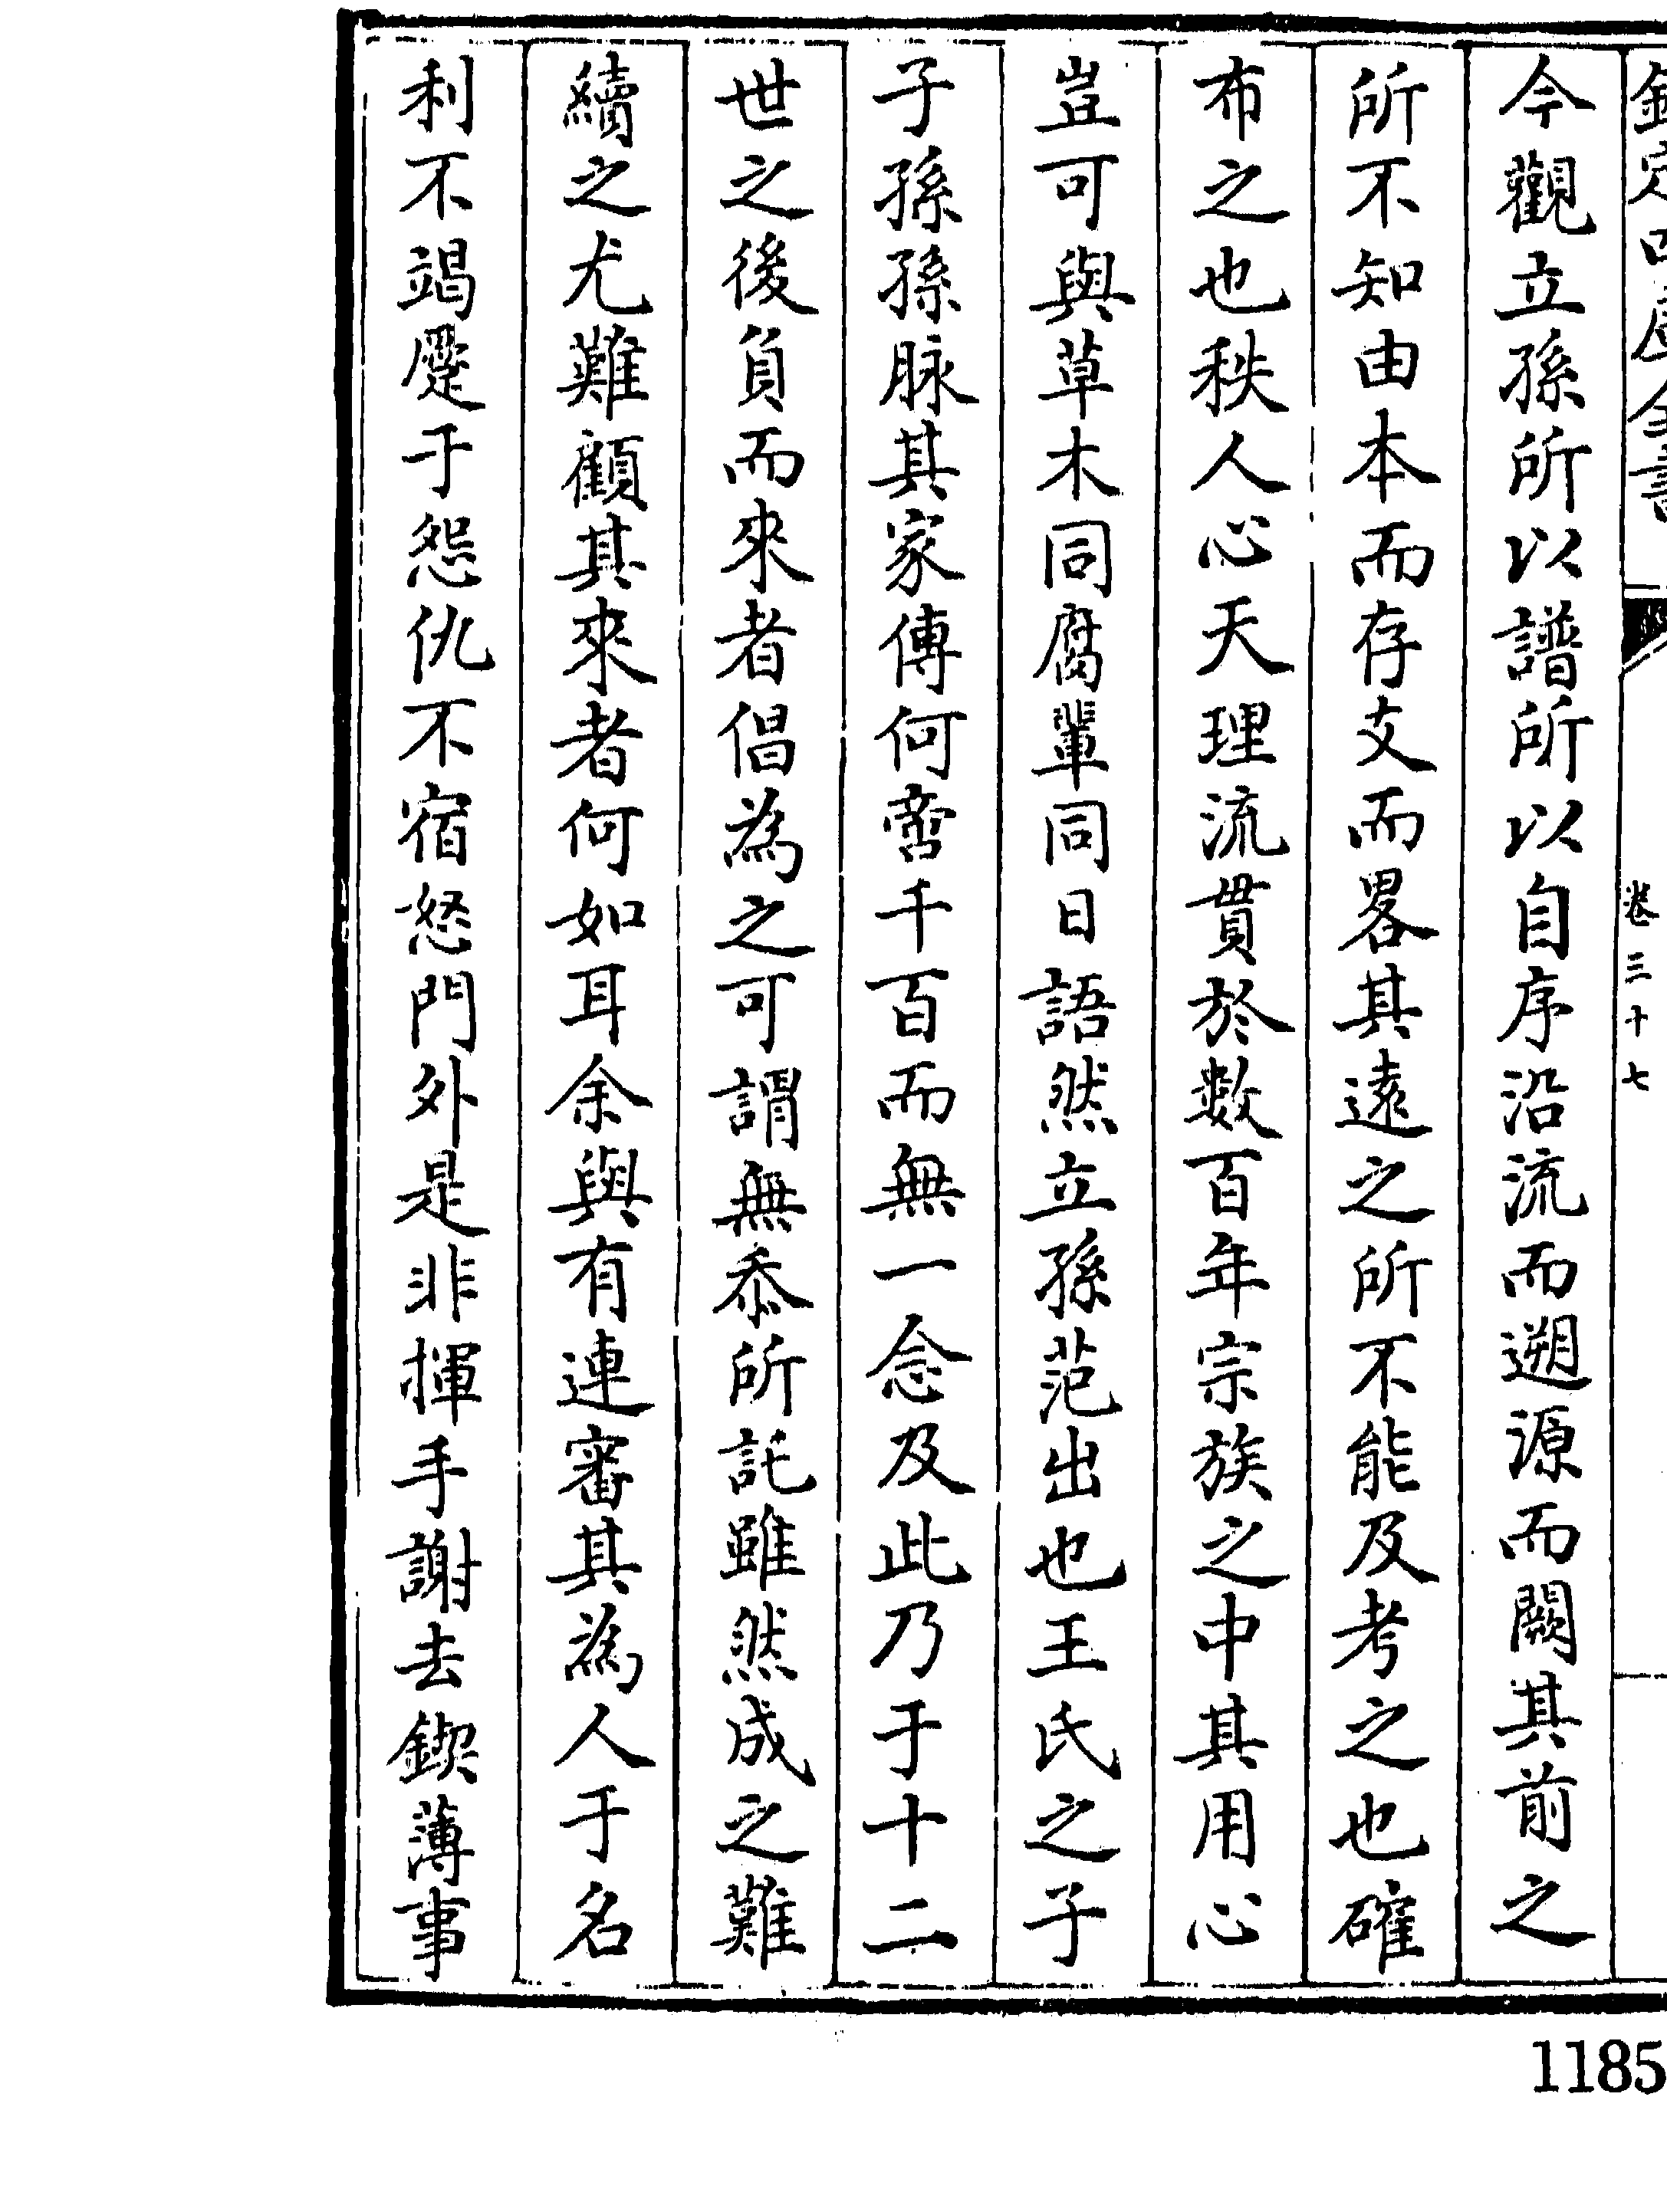 欽定四庫全書
卷三十七
今觀立孫所以譜所以自序沿流而遡源而闕其前之
所不知由本而存支而畧其遠之所不能及考之也確
布之也秩人心天理流貫於數百年宗族之中其用心
豈可與草木同腐輩同日語然立孫范出也王氏之子
子孫孫脉其家傳何啻千百而無一念及此乃于十二
世之後負而來者倡為之可謂無忝所託雖然成之難
續之尤難顧其來者何如耳余與有連審其為人于名
利不竭蹷于怨仇不宿怒門外是非揮手謝去鍥薄事
1185